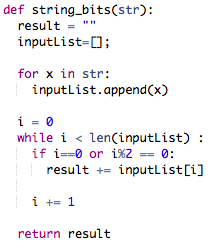 def string_bits(str):
result = ""
inputList=[];
for x in str:
inputList.append(x)
i = 0
while i < len(inputList) :
if i==0 or i%2 == 0:
result += inputList[i]
i += 1
return result